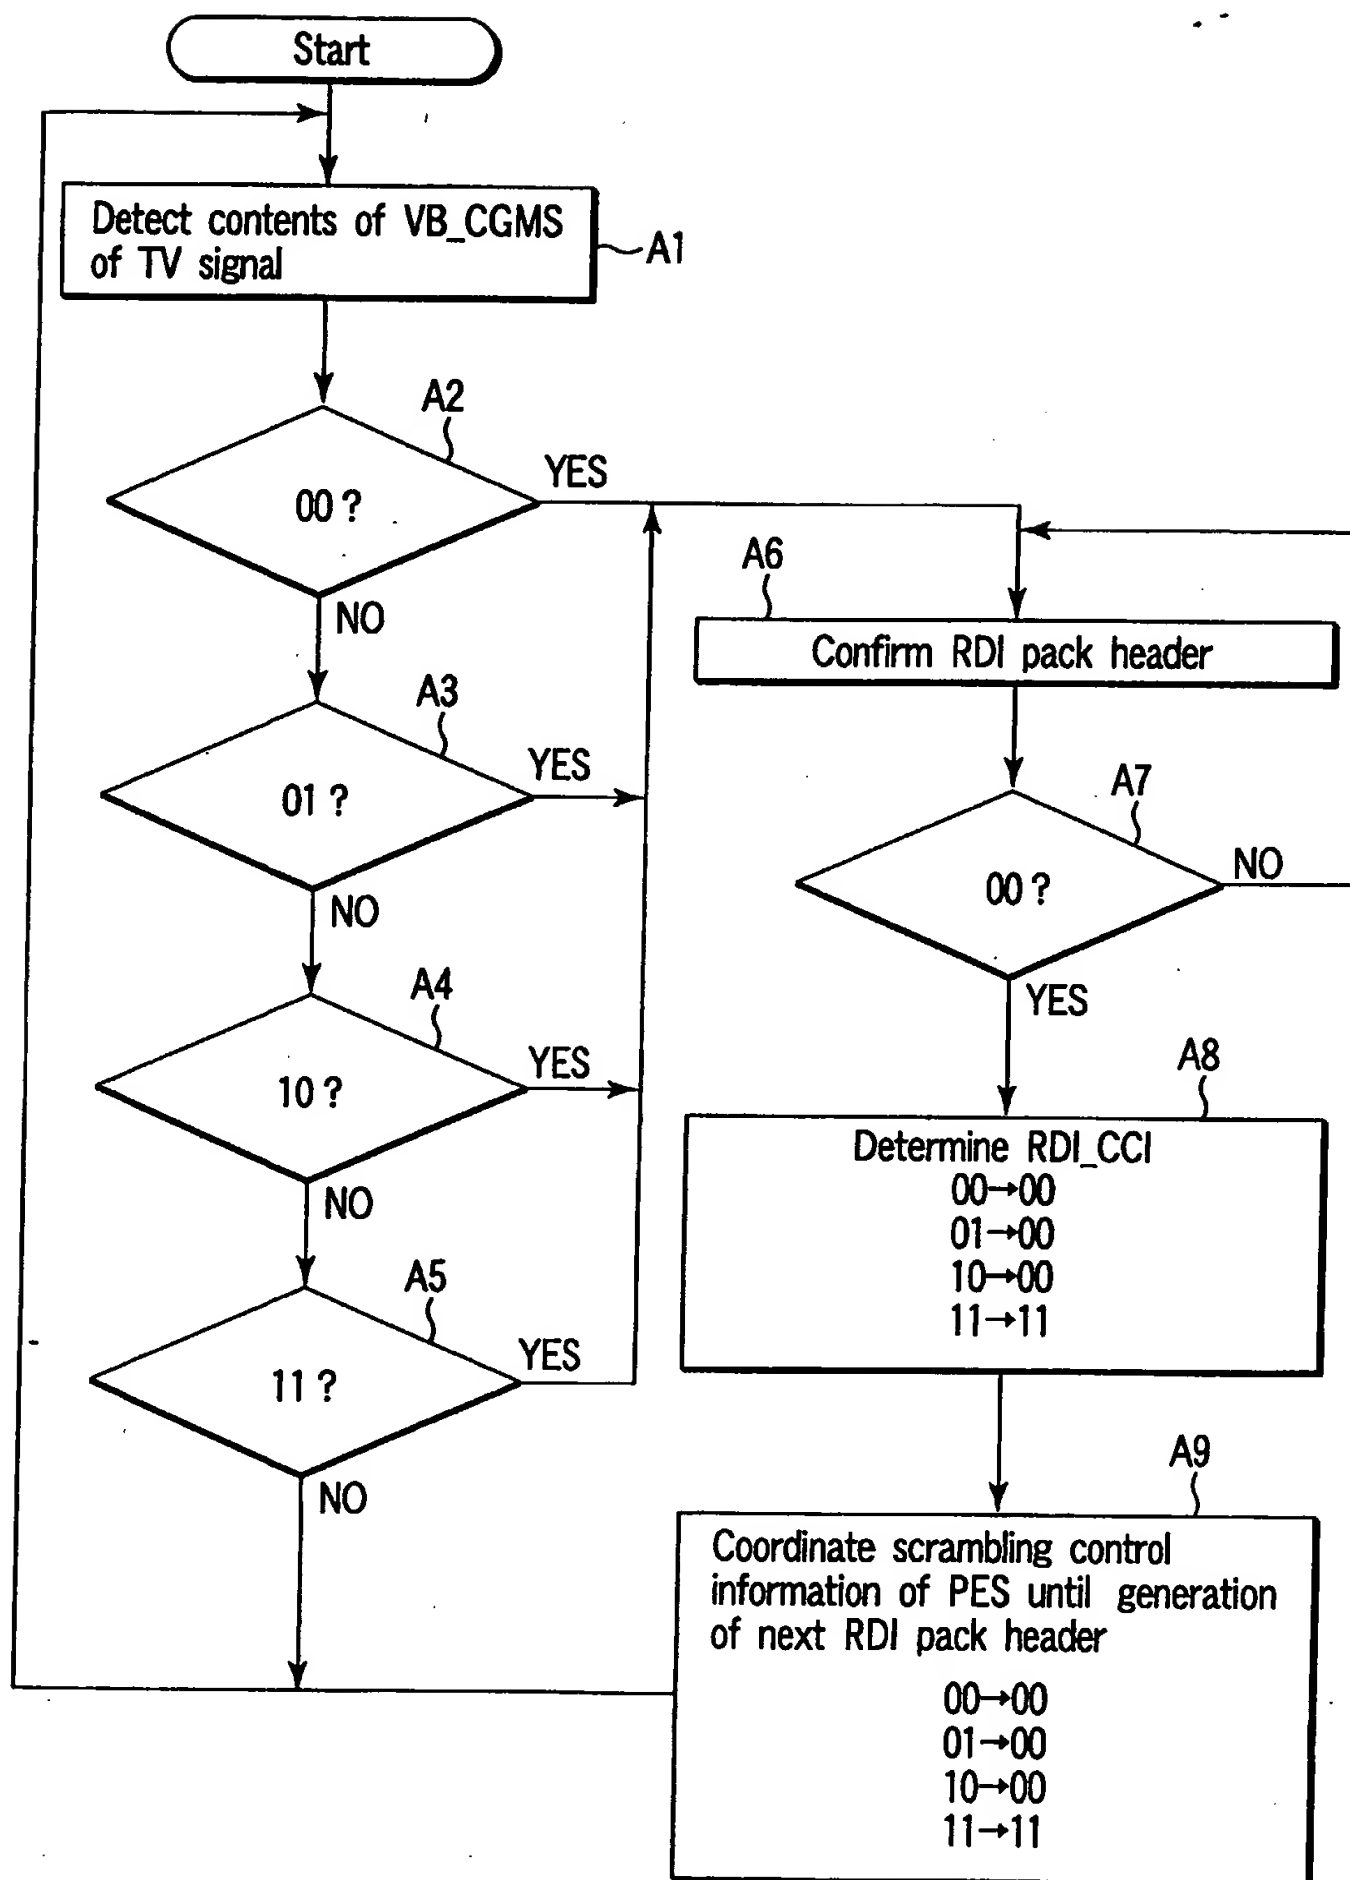 Start
Detect contents of VB_CGMS
of TV signal
A1
A2
00 ?
YES
NO
A3
01 ?
YES
NO
A4
10 ?
YES
NO
A5
11 ?
YES
NO
A6
Confirm RDI pack header
A7
00 ?
NO
YES
A8
Determine RDI_CCI
00→00
01→00
10→00
11→11
A9
Coordinate scrambling control
information of PES until generation
of next RDI pack header
00→00
01→00
10→00
11→11